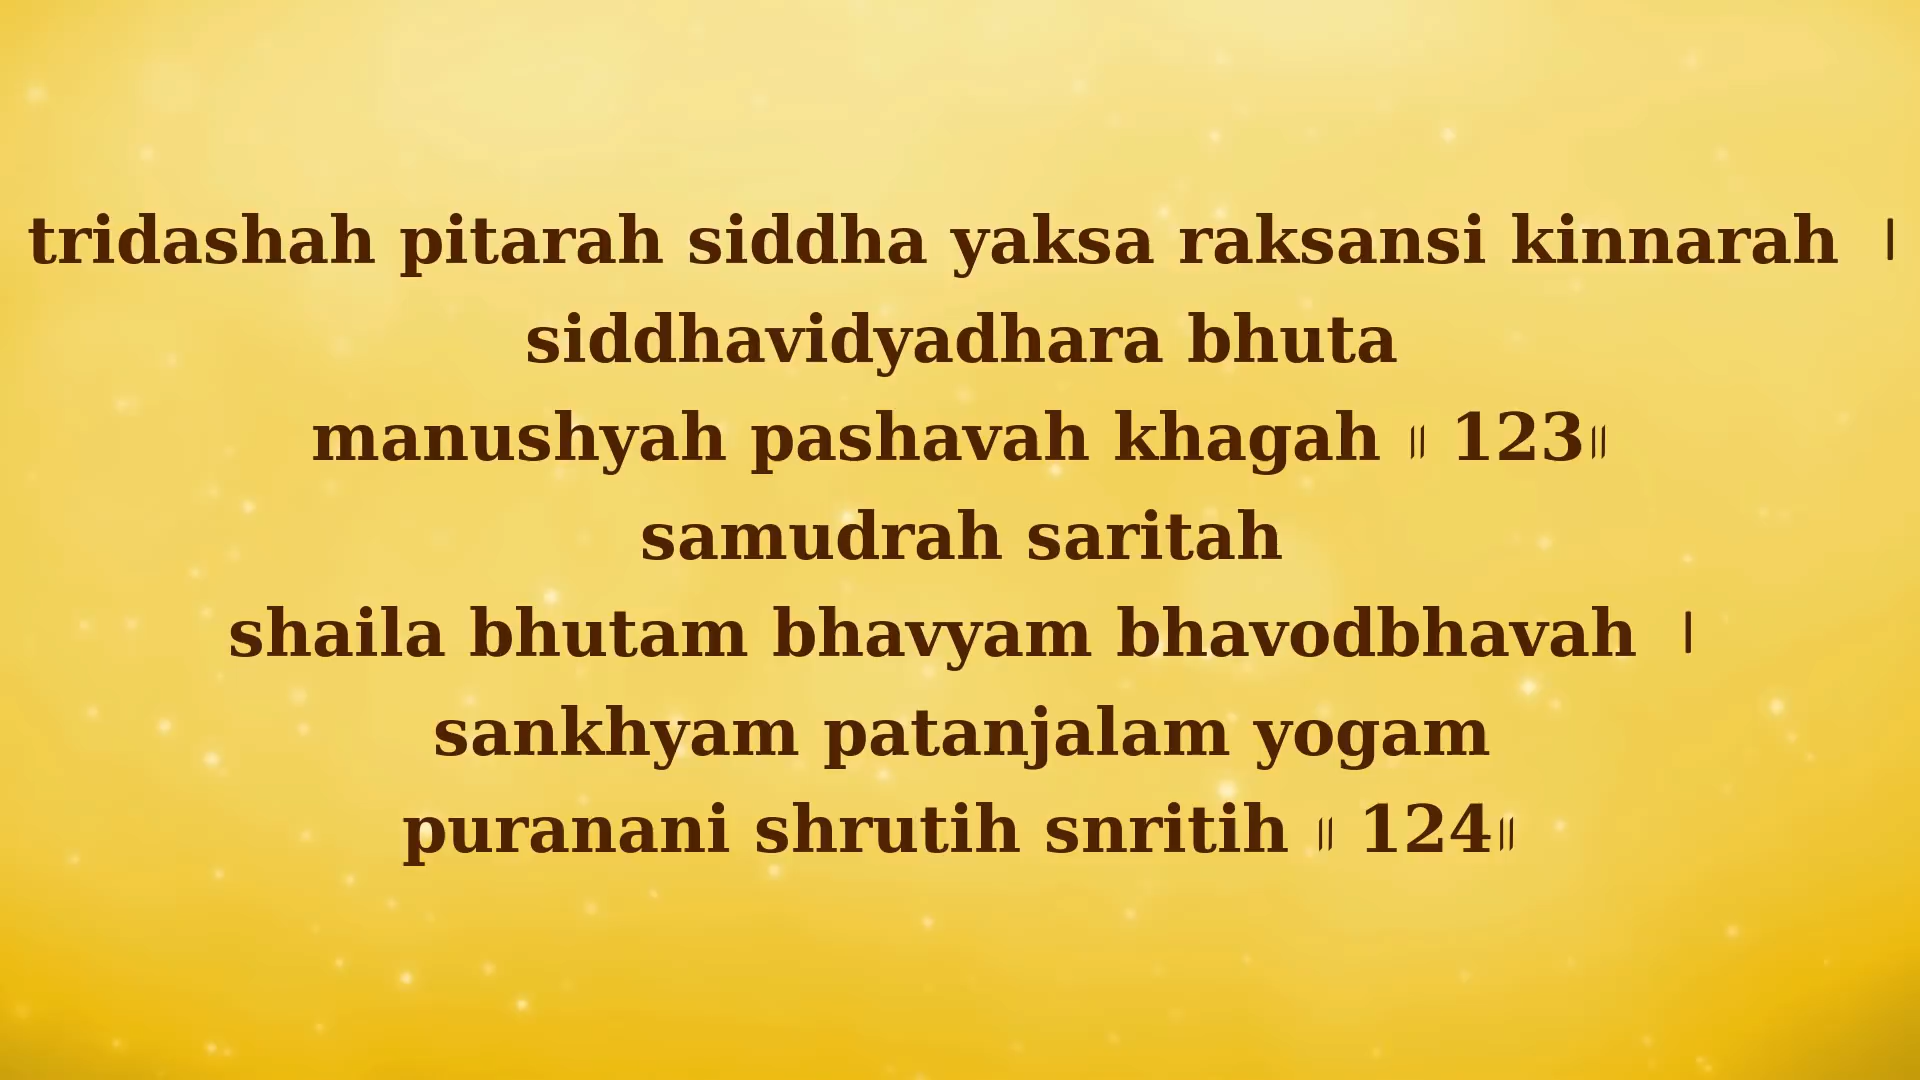 tridashah pitarah siddha yaksa raksansi kinnarah ।
siddhavidyadhara bhuta
manushyah pashavah khagah ॥ 123॥
samudrah saritah
shaila bhutam bhavyam bhavodbhavah ।
sankhyam patanjalam yogam
puranani shrutih snritih ॥ 124॥